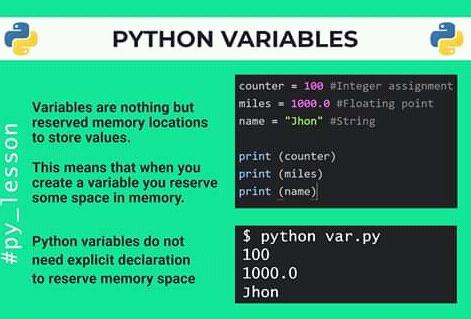 PYTHON VARIABLES
#py_lesson
Variables are nothing but
reserved memory locations
to store values.
This means that when you
create a variable you reserve
some space in memory.
Python variables do not
need explicit declaration
to reserve memory space
counter = 100 #Integer assignment
miles = 1000.0 #Floating point
name = "Jhon" #String
print (counter)
print (miles)
print (name)
$ python var.py
100
1000.0
Jhon